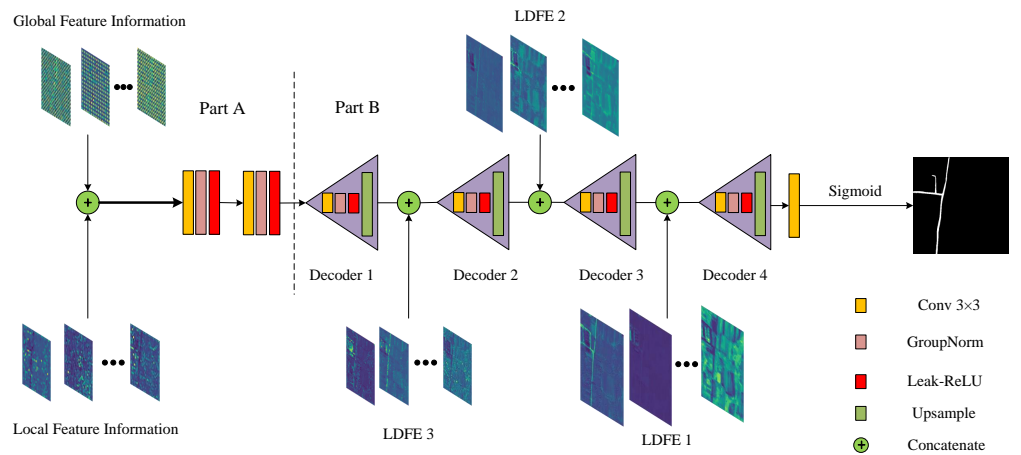 Global Feature Information
LDFE 2
Part A
Part B
Sigmoid
Decoder 1
Decoder 2
Decoder 3
Decoder 4
Conv 3×3
GroupNorm
Leak-ReLU
Upsample
Concatenate
Local Feature Information
LDFE 3
LDFE 1